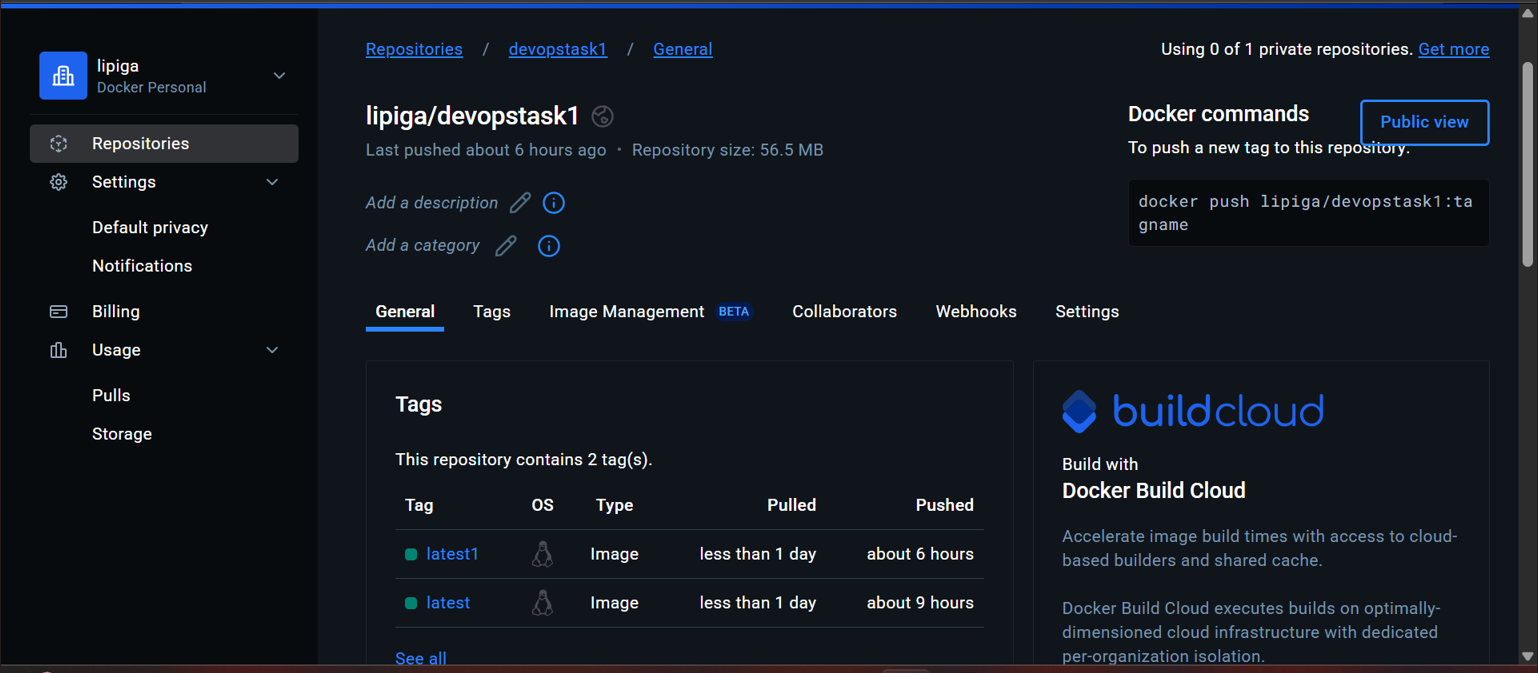 lipiga
Docker Personal
Repositories
Settings
Default privacy
Notifications
Billing
Usage
Pulls
Storage
Repositories / devopstask1 / General
Using 0 of 1 private repositories. Get more
lipiga/devopstask1
Last pushed about 6 hours ago • Repository size: 56.5 MB
Add a description
Add a category
Docker commands
Public view
To push a new tag to this repository:
docker push lipiga/devopstask1:ta
gname
General Tags Image Management BETA Collaborators Webhooks Settings
Tags
This repository contains 2 tag(s).
Tag OS Type Pulled Pushed
latest1 Image less than 1 day about 6 hours
latest Image less than 1 day about 9 hours
See all
buildcloud
Build with
Docker Build Cloud
Accelerate image build times with access to cloud-
based builders and shared cache.
Docker Build Cloud executes builds on optimally-
dimensioned cloud infrastructure with dedicated
per-organization isolation.